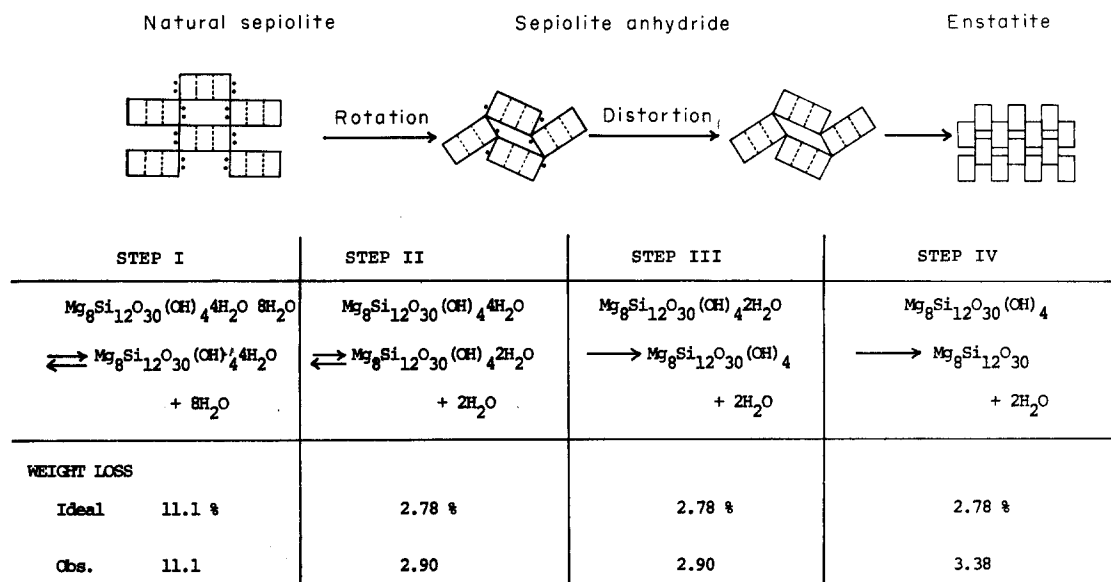 Natural sepiolite Sepiolite anhydride Enstatite
Rotation Distortion
STEP I STEP II STEP III STEP IV
Mg8Si12O30(OH)44H2O 8H2O Mg8Si12O30(OH)44H2O Mg8Si12O30(OH)42H2O Mg8Si12O30(OH)4
⇌ Mg8Si12O30(OH)44H2O ⇌ Mg8Si12O30(OH)42H2O → Mg8Si12O30(OH)4 → Mg8Si12O30
+ 8H2O + 2H2O + 2H2O + 2H2O
WEIGHT LOSS
Ideal 11.1 % 2.78 % 2.78 % 2.78 %
Obs. 11.1 2.90 2.90 3.38